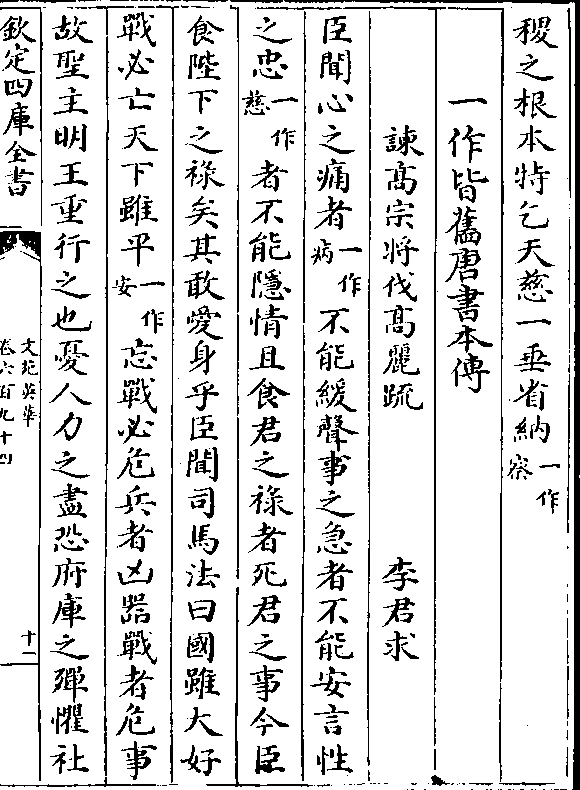 稷之根本特乞天慈一垂省納一作察
一作皆舊唐書本傳
諫髙宗将伐髙麗䟽　李君求
臣聞心之痛者一作病不能緩聲事之急者不能安言性
之忠一作慈者不能隱情且食君之禄者死君之事今臣
食陛下之禄矣其敢愛身乎臣聞司馬法曰國雖大好
戰必亡天下雖平一作安忘戰必危兵者凶器戰者危事
故聖主明王重行之也憂人力之盡恐府庫之殫懼社
欽定四庫全書
文苑英華
卷六百九十四
十二